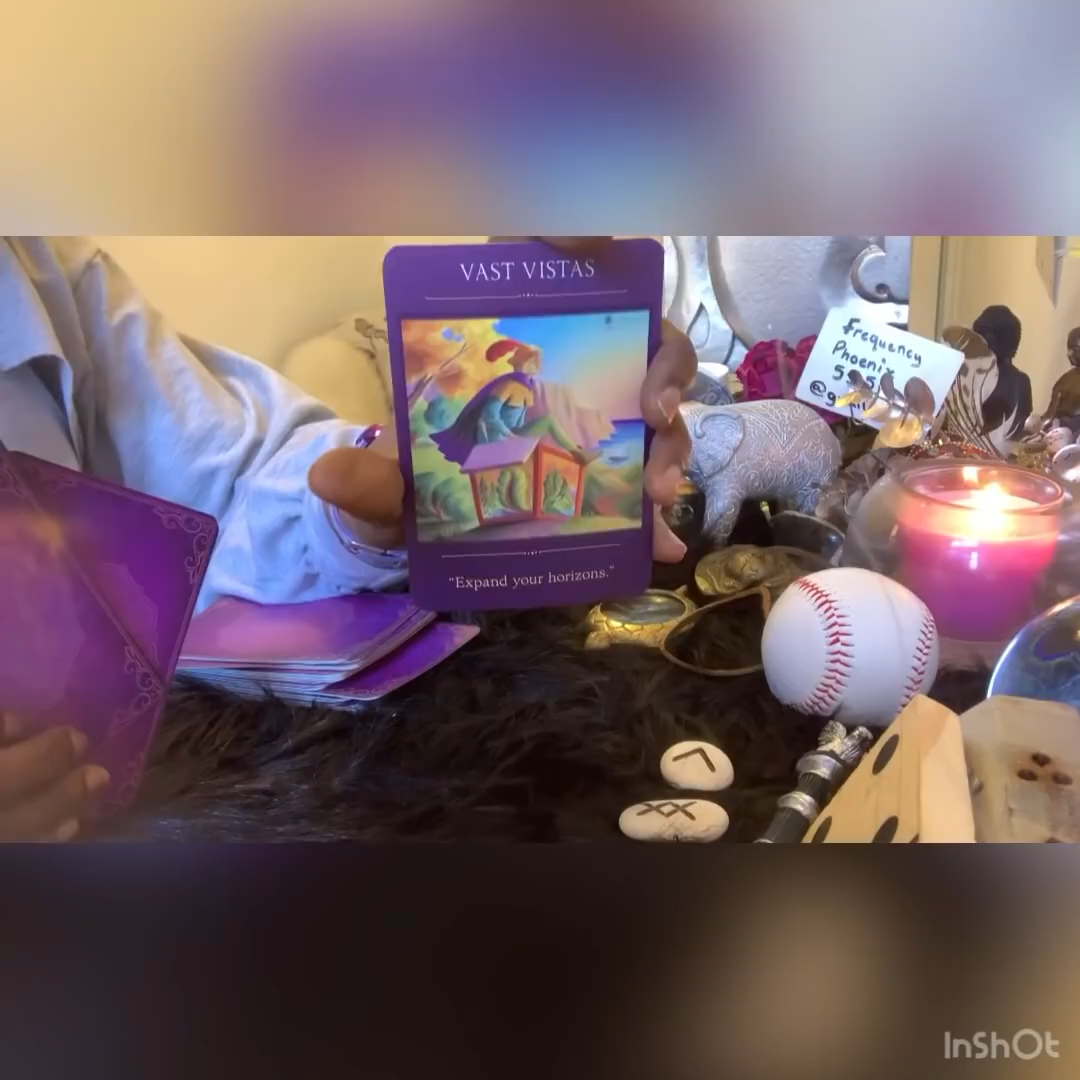 VAST VISTAS
"Expand your horizons."
Frequency
Phoenix
InShOt